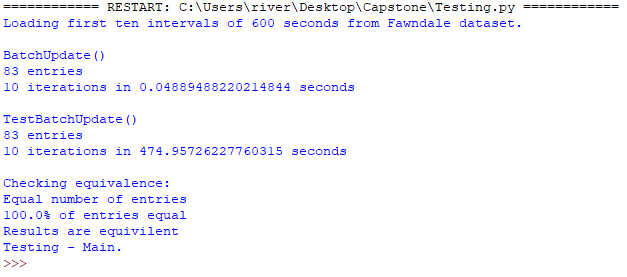 ============ RESTART: C:\Users\river\Desktop\Capstone\Testing.py ============
Loading first ten intervals of 600 seconds from Fawndale dataset.
BatchUpdate()
83 entries
10 iterations in 0.04889488220214844 seconds
TestBatchUpdate()
83 entries
10 iterations in 474.95726227760315 seconds
Checking equivalence:
Equal number of entries
100.0% of entries equal
Results are equivilent
Testing - Main.
>>>